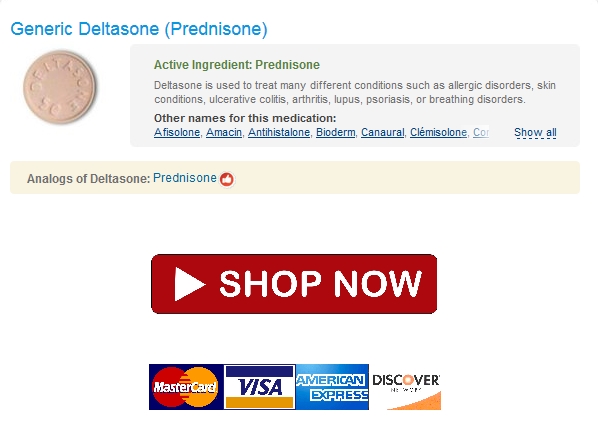 Generic Deltasone (Prednisone)
DELTASONE
Active Ingredient: Prednisone
Deltasone is used to treat many different conditions such as allergic disorders, skin
conditions, ulcerative colitis, arthritis, lupus, psoriasis, or breathing disorders.
Other names for this medication:
Afisolone, Amacin, Antihistalone, Bioderm, Canaural, Clémisolone, Cor Show all
Analogs of Deltasone: Prednisone
SHOP NOW
MasterCard VISA AMERICAN EXPRESS DISCOVER NETWORK